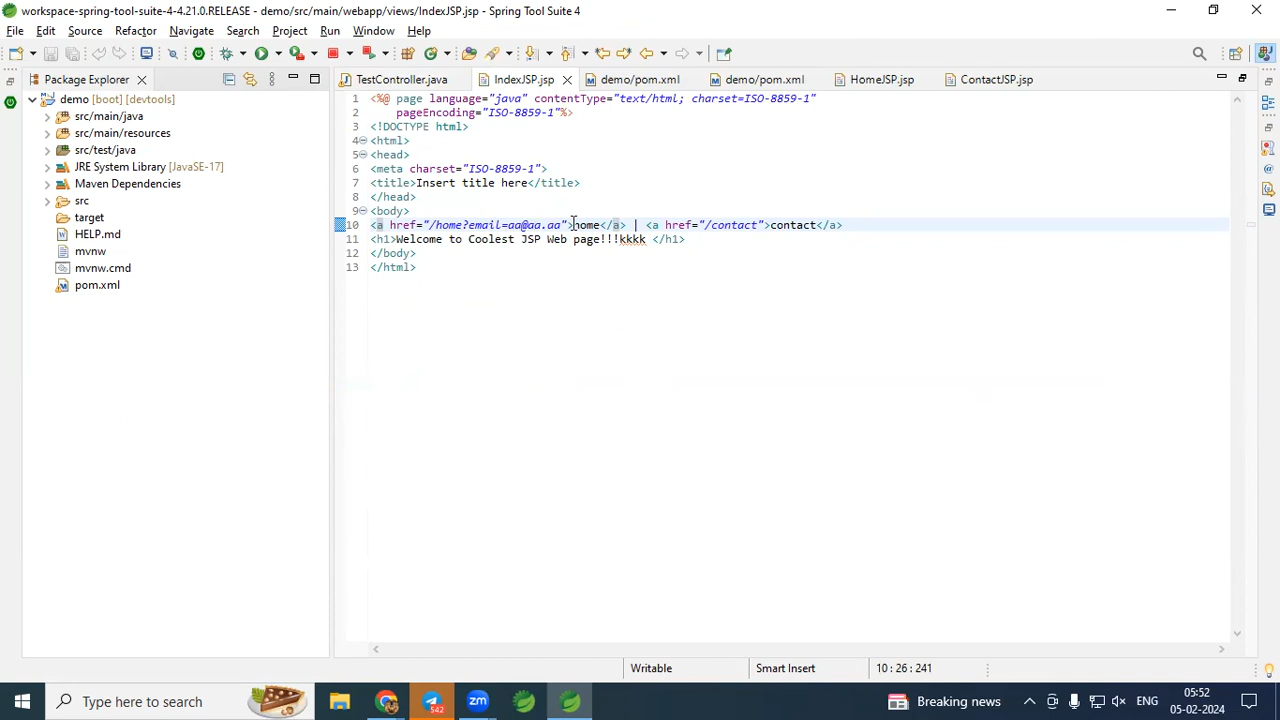 workspace-spring-tool-suite-4-4.21.0.RELEASE - demo/src/main/webapp/views/IndexJSP.jsp - Spring Tool Suite 4
File Edit Source Refactor Navigate Search Project Run Window Help
Package Explorer
demo [boot] [devtools]
src/main/java
src/main/resources
src/test/java
JRE System Library [JavaSE-17]
Maven Dependencies
src
target
HELP.md
mvnw
mvnw.cmd
pom.xml
TestController.java IndexJSP.jsp demo/pom.xml demo/pom.xml HomeJSP.jsp ContactJSP.jsp
1 <%@ page language="java" contentType="text/html; charset=ISO-8859-1"
2 pageEncoding="ISO-8859-1"%>
3 <!DOCTYPE html>
4 <html>
5 <head>
6 <meta charset="ISO-8859-1">
7 <title>Insert title here</title>
8 </head>
9 <body>
10 <a href="/home?email=aa@aa.aa">home</a> | <a href="/contact">contact</a>
11 <h1>Welcome to Coolest JSP Web page!!!kkkk </h1>
12 </body>
13 </html>
Writable Smart Insert 10 : 26 : 241
Type here to search
542
zm
Breaking news
ENG
05:52
05-02-2024